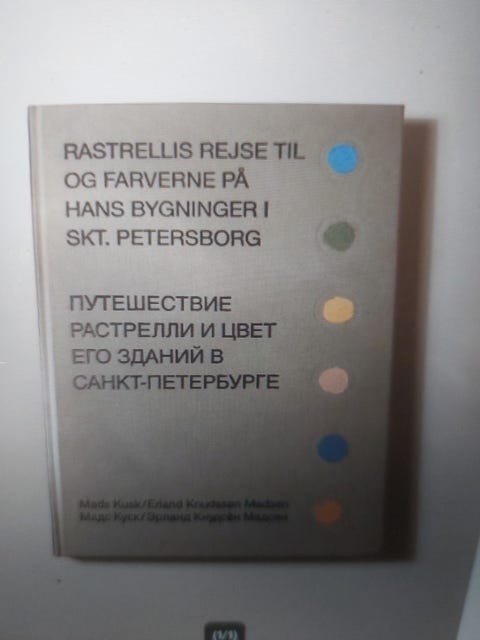 RASTRELLIS REJSE TIL
OG FARVERNE PÅ
HANS BYGNINGER I
SKT. PETERSBORG
ПУТЕШЕСТВИЕ
РАСТРЕЛЛИ И ЦВЕТ
ЕГО ЗДАНИЙ В
САНКТ-ПЕТЕРБУРГЕ
Mads Kusk/Erland Knudssøn Madsen
Мадс Куск/Эрланд Кнудсён Мадсен
(1/1)